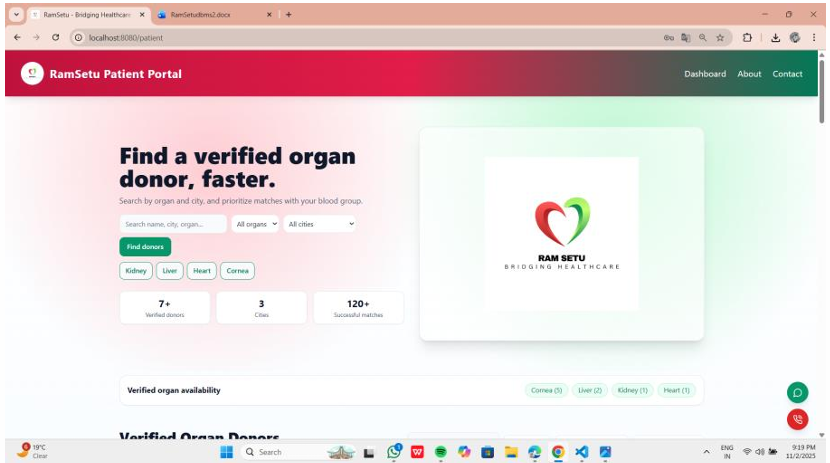 RamSetu - Bridging Healthcare
RamSetudbms2.docx
localhost:8080/patient
RamSetu Patient Portal
Dashboard About Contact
Find a verified organ
donor, faster.
Search by organ and city, and prioritize matches with your blood group.
Search name, city, organ...
All organs
All cities
Find donors
Kidney Liver Heart Cornea
7+
Verified donors
3
Cities
120+
Successful matches
RAM SETU
BRIDGING HEALTHCARE
Verified organ availability
Cornea (5) Liver (2) Kidney (1) Heart (1)
Verified Organ Donors
19°C
Clear
Search
ENG
IN
9:19 PM
11/2/2025